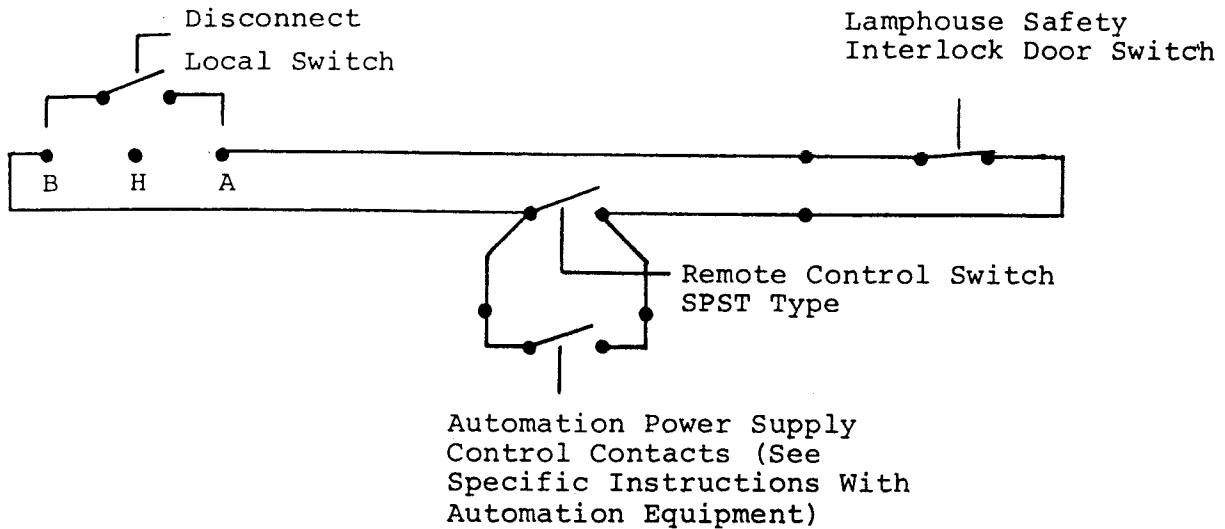 Disconnect
Local Switch
Lamphouse Safety
Interlock Door Switch
B H A
Remote Control Switch
SPST Type
Automation Power Supply
Control Contacts (See
Specific Instructions With
Automation Equipment)